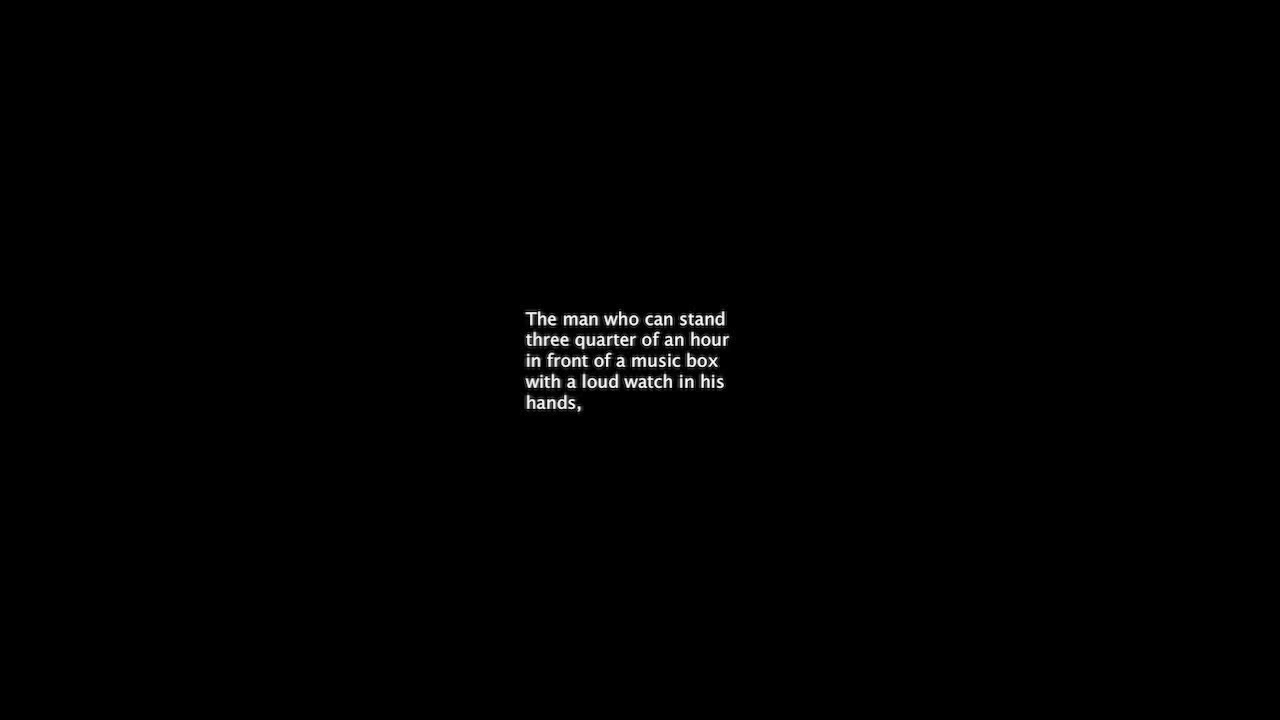 The man who can stand
three quarter of an hour
in front of a music box
with a loud watch in his
hands,